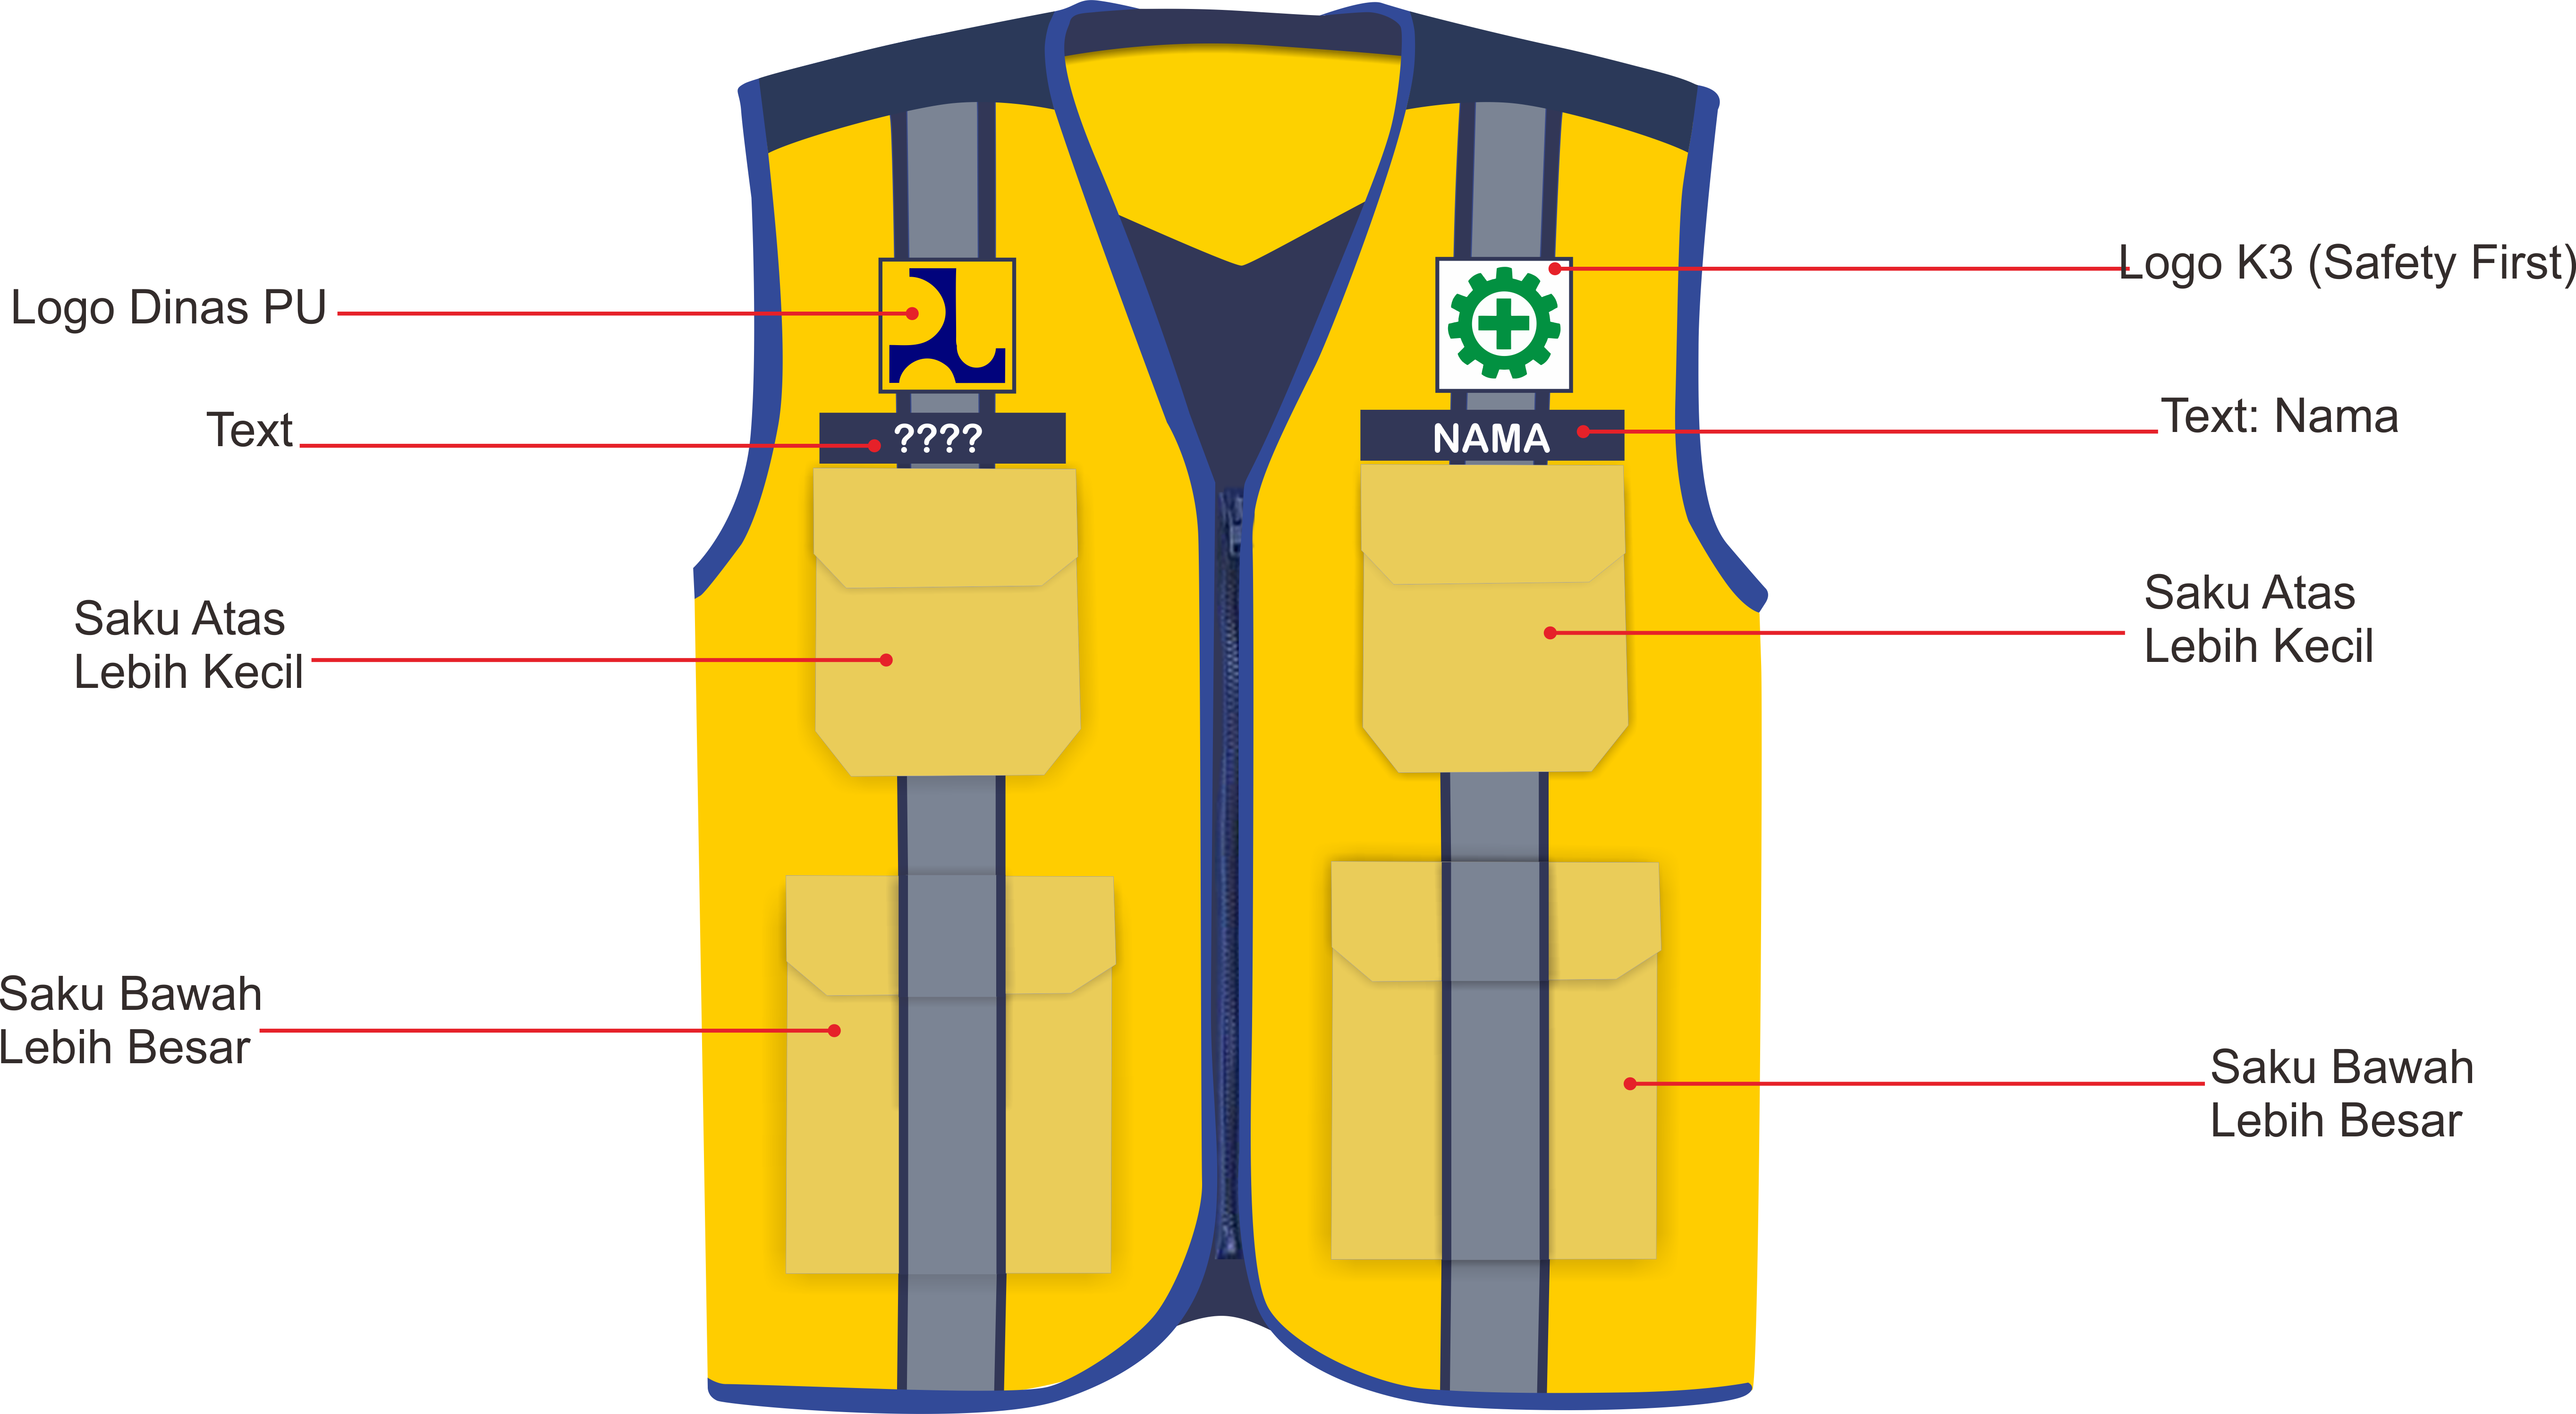 Logo K3 (Safety First)
Logo Dinas PU
Text: Nama
Text
????
NAMA
Saku Atas
Lebih Kecil
Saku Atas
Lebih Kecil
Saku Bawah
Lebih Besar
Saku Bawah
Lebih Besar